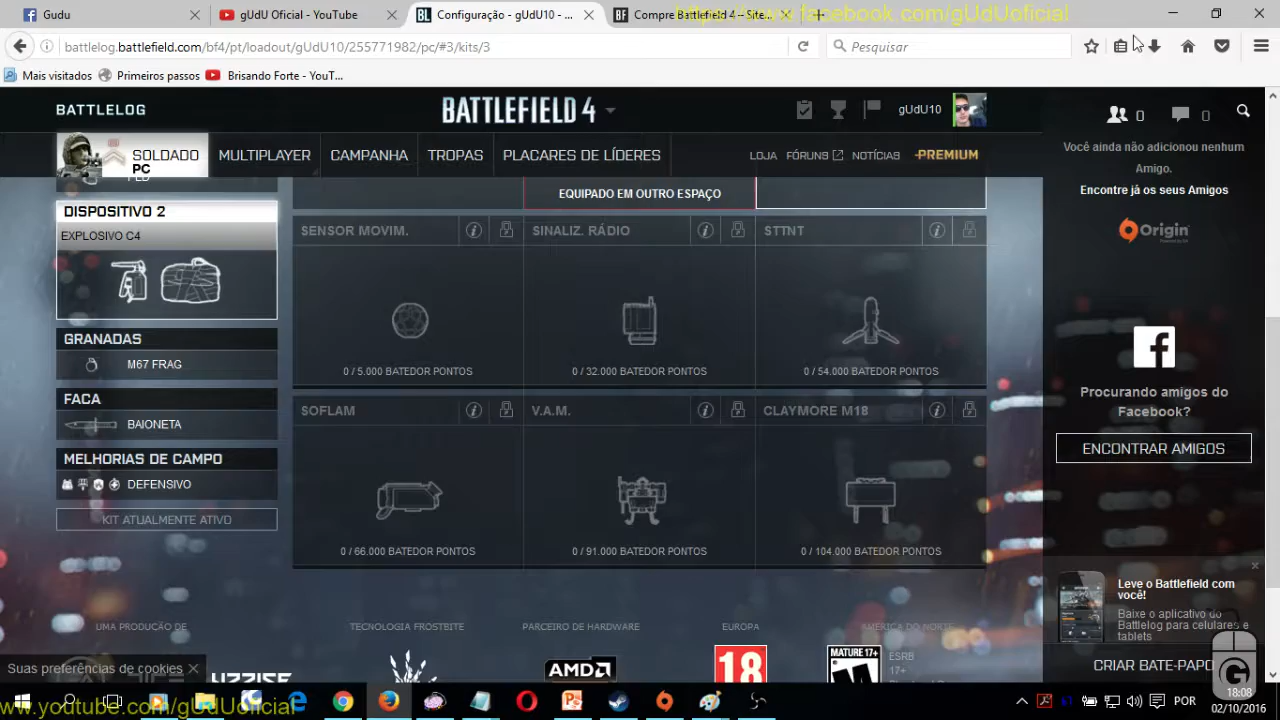 Gudu
gUdU Oficial - YouTube
Configuração - gUdU10 - ...
Compre Battlefield 4 -- Site...
https://www.facebook.com/gUdUoficial
battlelog.battlefield.com/bf4/pt/loadout/gUdU10/255771982/pc/#3/kits/3
Pesquisar
Mais visitados
Primeiros passos
Brisando Forte - YouT...
BATTLELOG
BATTLEFIELD 4
gUdU10
0
0
SOLDADO
PC
MULTIPLAYER
CAMPANHA
TROPAS
PLACARES DE LÍDERES
LOJA
FÓRUNS
NOTÍCIAS
PREMIUM
Você ainda não adicionou nenhum
Amigo.
Encontre já os seus Amigos
Origin
Procurando amigos do
Facebook?
ENCONTRAR AMIGOS
PLD
DISPOSITIVO 2
EXPLOSIVO C4
GRANADAS
M67 FRAG
FACA
BAIONETA
MELHORIAS DE CAMPO
DEFENSIVO
KIT ATUALMENTE ATIVO
EQUIPADO EM OUTRO ESPAÇO
SENSOR MOVIM.
SINALIZ. RÁDIO
STTNT
0 / 5.000 BATEDOR PONTOS
0 / 32.000 BATEDOR PONTOS
0 / 54.000 BATEDOR PONTOS
SOFLAM
V.A.M.
CLAYMORE M18
0 / 66.000 BATEDOR PONTOS
0 / 91.000 BATEDOR PONTOS
0 / 104.000 BATEDOR PONTOS
Leve o Battlefield com
você!
Baixe o aplicativo do
Battlelog para celulares e
tablets
CRIAR BATE-PAPO
UMA PRODUÇÃO DE
TECNOLOGIA FROSTBITE
PARCEIRO DE HARDWARE
EUROPA
AMÉRICA DO NORTE
AMD
18
MATURE 17+
ESRB
17+
Suas preferências de cookies
www.youtube.com/gUdUoficial
POR
18:08
02/10/2016